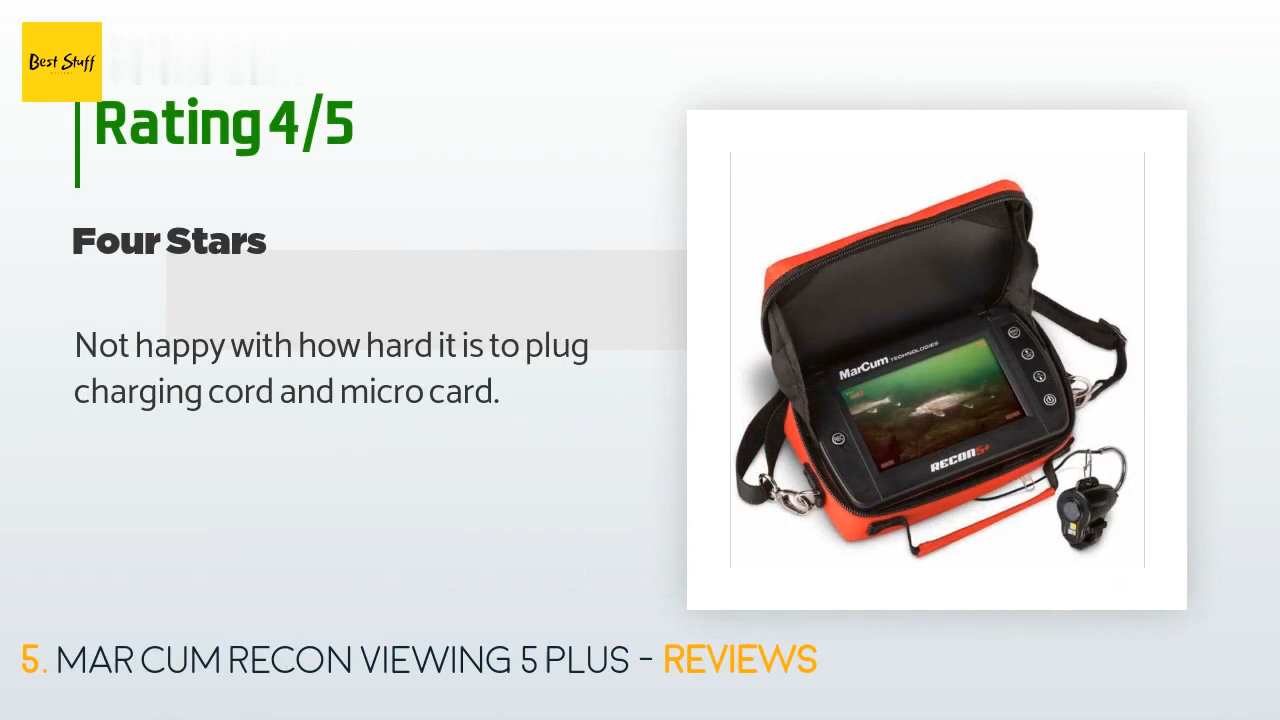 Best Stuff
Rating 4/5
Four Stars
Not happy with how hard it is to plug
charging cord and micro card.
MarCum TECHNOLOGIES
RECON5+
5. MAR CUM RECON VIEWING 5 PLUS - REVIEWS